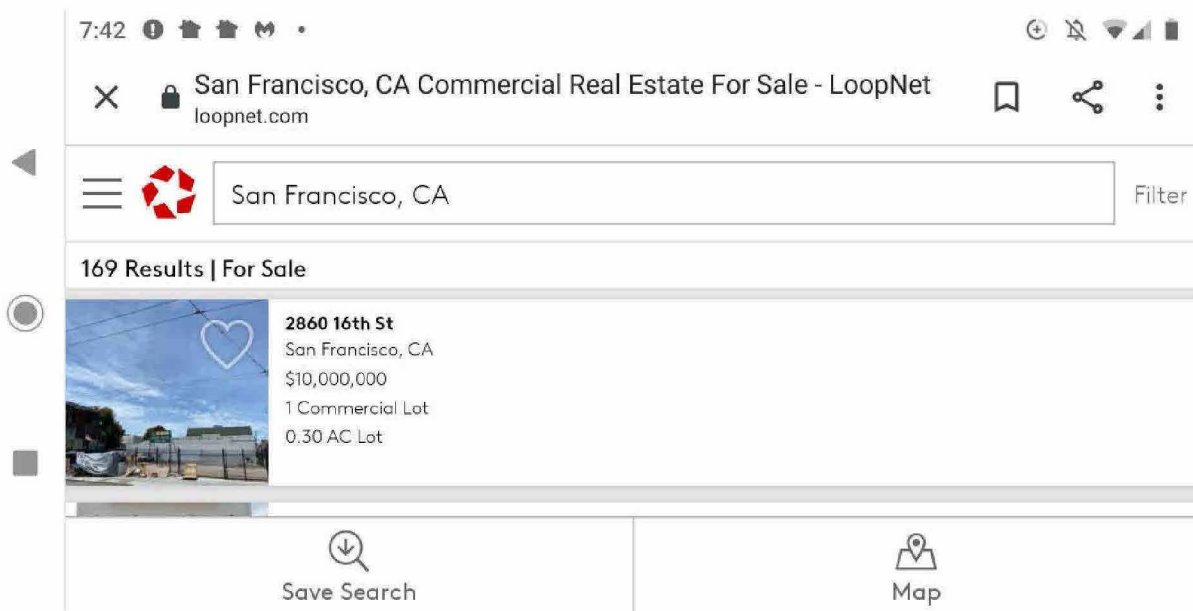 7:42
San Francisco, CA Commercial Real Estate For Sale - LoopNet
loopnet.com
San Francisco, CA
Filter
169 Results | For Sale
2860 16th St
San Francisco, CA
$10,000,000
1 Commercial Lot
0.30 AC Lot
Save Search
Map